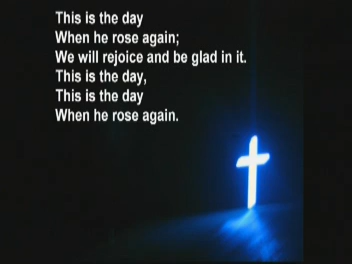 This is the day
When he rose again;
We will rejoice and be glad in it.
This is the day,
This is the day
When he rose again.